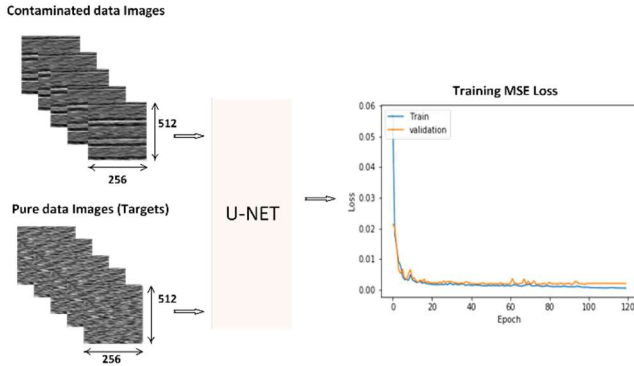 Contaminated data Images
512
256
Pure data Images (Targets)
512
256
U-NET
Training MSE Loss
0.06
0.05
0.04
0.03
0.02
0.01
0.00
Loss
Train
validation
0
20
40
60
80
100
120
Epoch